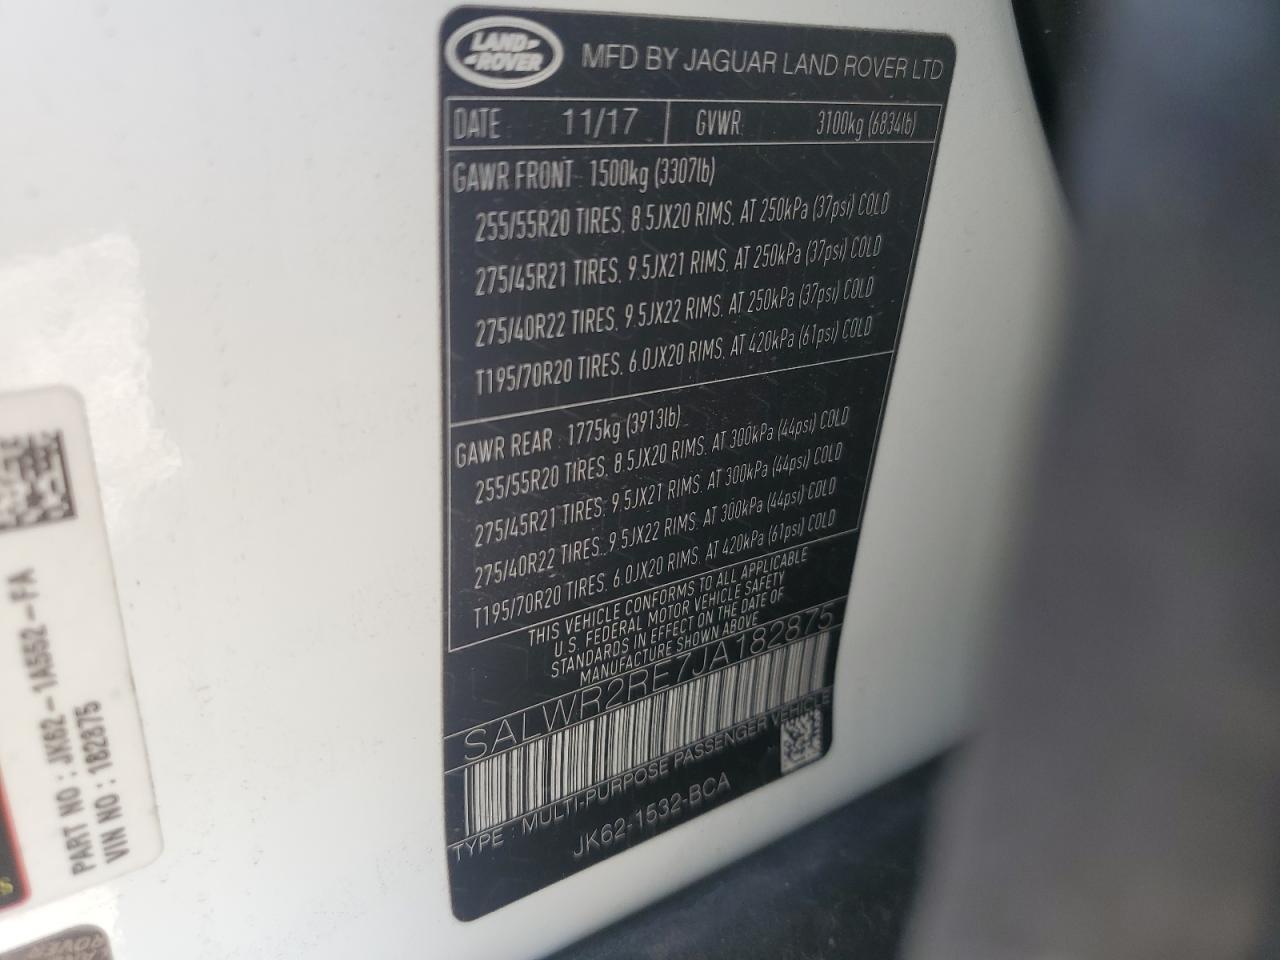 LAND ROVER
MFD BY JAGUAR LAND ROVER LTD
DATE 11/17 GVWR 3100kg (6834lb)
GAWR FRONT 1500kg (3307lb)
255/55R20 TIRES, 8.5JX20 RIMS, AT 250kPa (37psi) COLD
275/45R21 TIRES, 9.5JX21 RIMS, AT 250kPa (37psi) COLD
275/40R22 TIRES, 9.5JX22 RIMS, AT 250kPa (37psi) COLD
T195/70R20 TIRES, 6.0JX20 RIMS, AT 420kPa (61psi) COLD
GAWR REAR 1775kg (3913lb)
255/55R20 TIRES, 8.5JX20 RIMS, AT 300kPa (44psi) COLD
275/45R21 TIRES, 9.5JX21 RIMS, AT 300kPa (44psi) COLD
275/40R22 TIRES, 9.5JX22 RIMS, AT 300kPa (44psi) COLD
T195/70R20 TIRES, 6.0JX20 RIMS, AT 420kPa (61psi) COLD
THIS VEHICLE CONFORMS TO ALL APPLICABLE
U.S. FEDERAL MOTOR VEHICLE SAFETY
STANDARDS IN EFFECT ON THE DATE OF
MANUFACTURE SHOWN ABOVE
SALWR2RE7JA182875
TYPE : MULTI-PURPOSE PASSENGER VEHICLE
JK62-1532-BCA
PART NO : JK62-1A552-FA
VIN NO : 182875